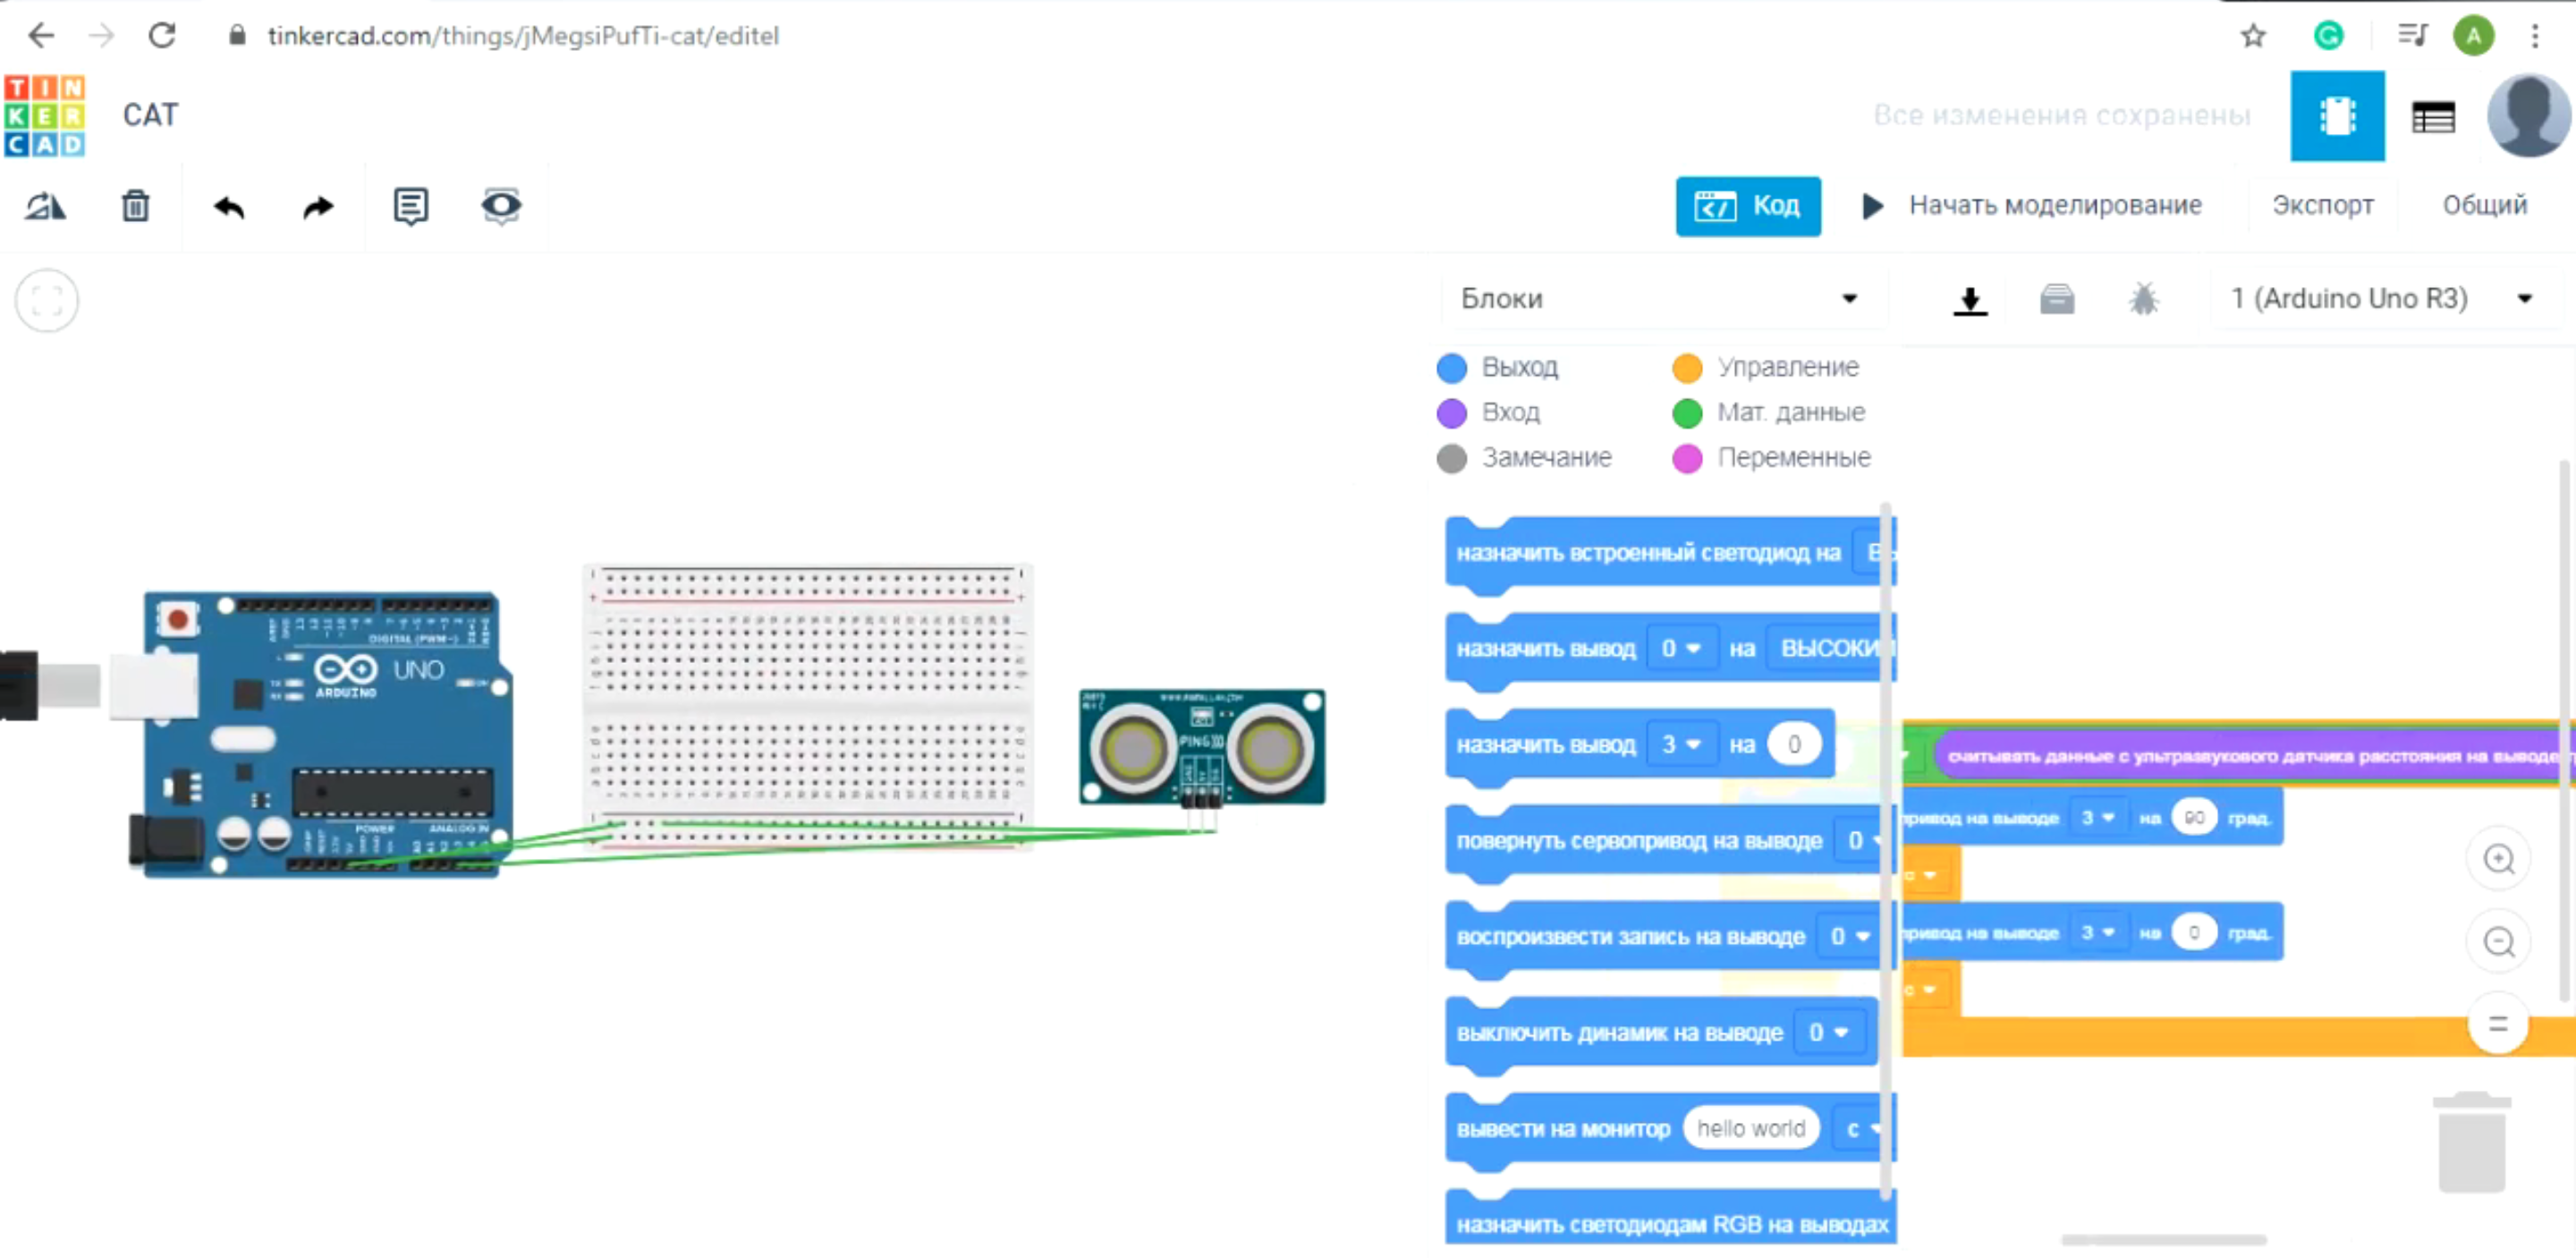 tinkercad.com/things/jMegsiPufTi-cat/editel
A
TIN
KER
CAD
CAT
Все изменения сохранены
Код
Начать моделирование
Экспорт
Общий
Блоки
1 (Arduino Uno R3)
Выход
Управление
Вход
Мат. данные
Замечание
Переменные
назначить встроенный светодиод на
назначить вывод 0 на ВЫСОКИ
назначить вывод 3 на 0
считывать данные с ультразвукового датчика расстояния на выводе
повернуть сервопривод на выводе 0
привод на выводе 3 на 90 град.
с
воспроизвести запись на выводе 0
привод на выводе 3 на 0 град.
с
выключить динамик на выводе 0
вывести на монитор hello world с
назначить светодиодам RGB на выводах
DIGITAL (PWM~)
UNO
ARDUINO
POWER
ANALOG IN
PING)))